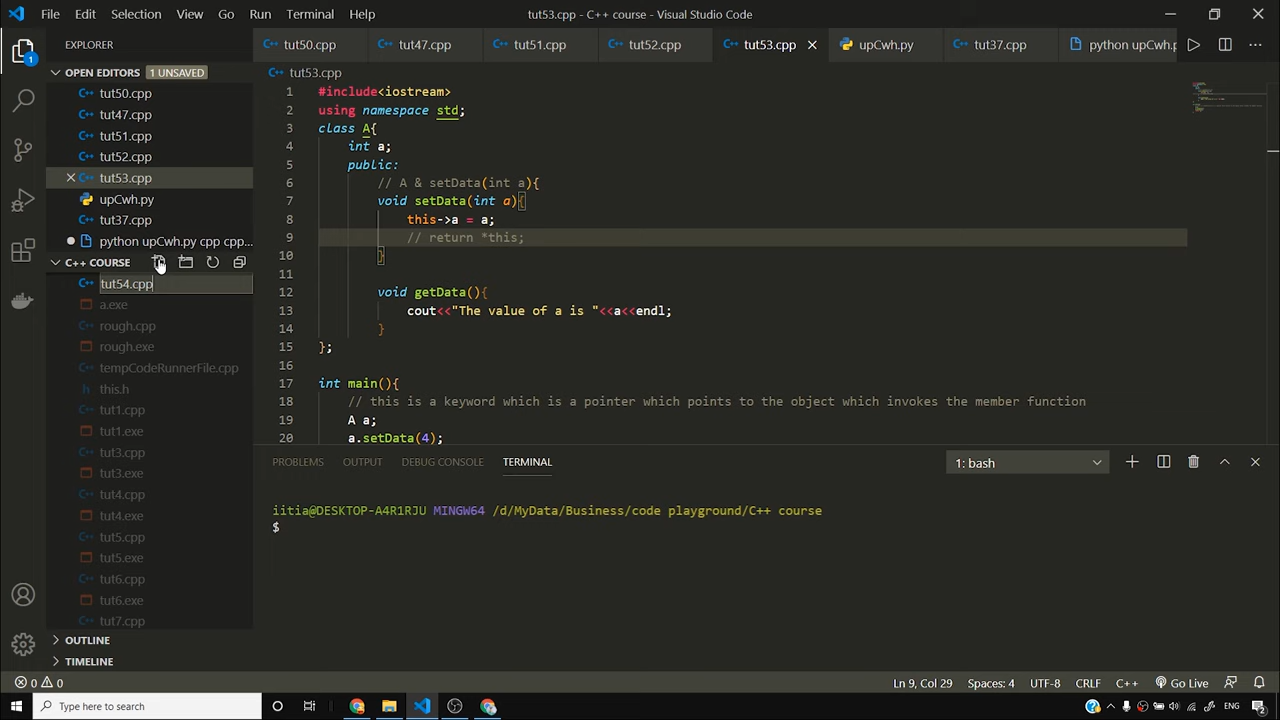 File Edit Selection View Go Run Terminal Help
tut53.cpp - C++ course - Visual Studio Code
EXPLORER
tut50.cpp tut47.cpp tut51.cpp tut52.cpp tut53.cpp upCwh.py tut37.cpp python upCwh.p
OPEN EDITORS 1 UNSAVED
tut50.cpp
tut47.cpp
tut51.cpp
tut52.cpp
tut53.cpp
upCwh.py
tut37.cpp
python upCwh.py cpp cpp...
C++ COURSE
tut54.cpp
a.exe
rough.cpp
rough.exe
tempCodeRunnerFile.cpp
this.h
tut1.cpp
tut1.exe
tut3.cpp
tut3.exe
tut4.cpp
tut4.exe
tut5.cpp
tut5.exe
tut6.cpp
tut6.exe
tut7.cpp
OUTLINE
TIMELINE
tut53.cpp
1 #include<iostream>
2 using namespace std;
3 class A{
4 int a;
5 public:
6 // A & setData(int a){
7 void setData(int a){
8 this->a = a;
9 // return *this;
10 }
11
12 void getData(){
13 cout<<"The value of a is "<<a<<endl;
14 }
15 };
16
17 int main(){
18 // this is a keyword which is a pointer which points to the object which invokes the member function
19 A a;
20 a.setData(4);
PROBLEMS OUTPUT DEBUG CONSOLE TERMINAL
1: bash
iitia@DESKTOP-A4R1RJU MINGW64 /d/MyData/Business/code playground/C++ course
$
0 0
Ln 9, Col 29 Spaces: 4 UTF-8 CRLF C++ Go Live
Type here to search